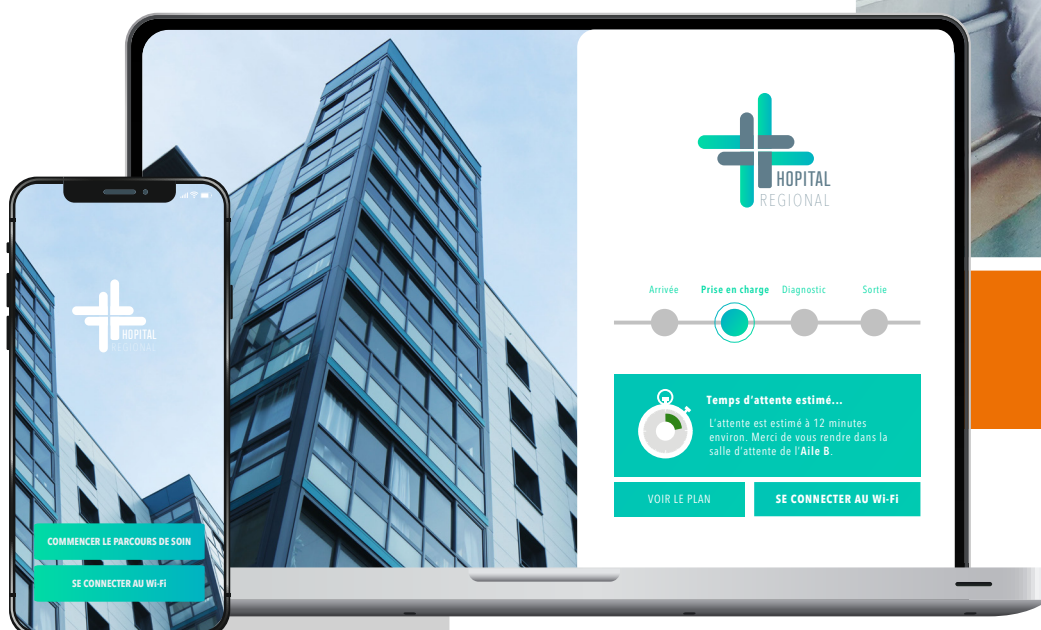 HOPITAL
REGIONAL
Arrivée
Prise en charge
Diagnostic
Sortie
Temps d'attente estimé...
L'attente est estimé à 12 minutes
environ. Merci de vous rendre dans la
salle d'attente de l'Aile B.
VOIR LE PLAN
SE CONNECTER AU Wi-Fi
HOPITAL
REGIONAL
COMMENCER LE PARCOURS DE SOIN
SE CONNECTER AU Wi-Fi